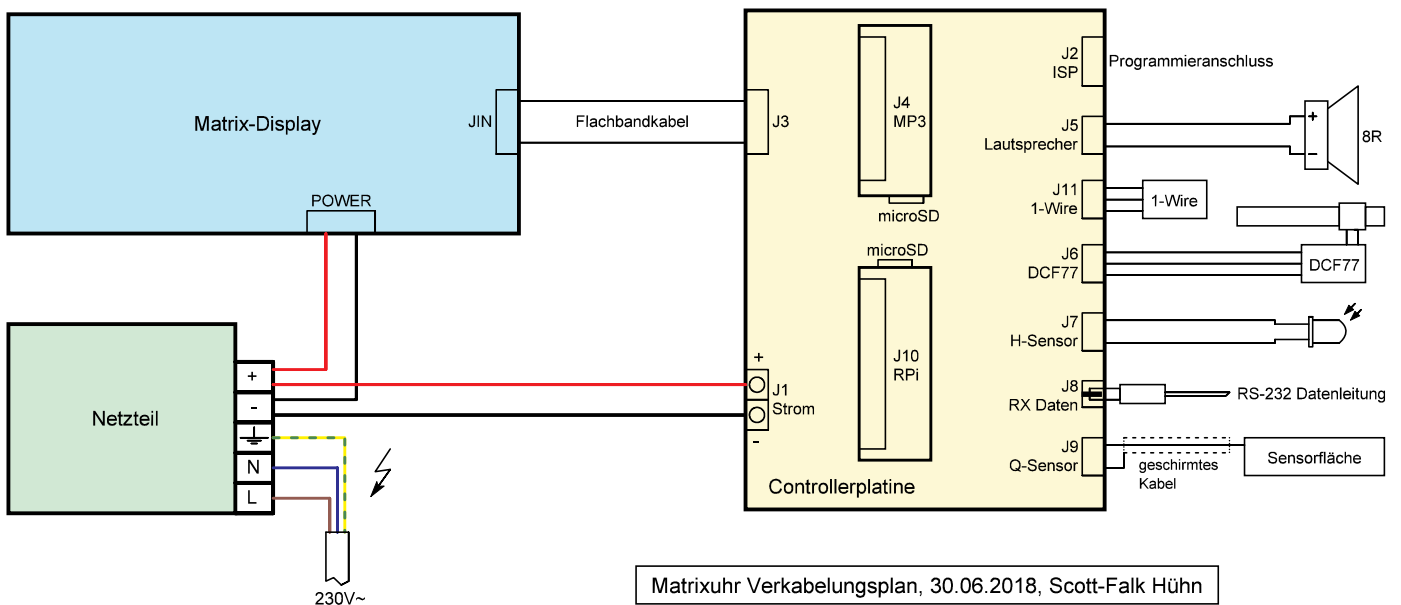 Matrix-Display
JIN
POWER
Flachbandkabel
J3
J4
MP3
microSD
microSD
J10
RPi
J2
ISP
Programmieranschluss
J5
Lautsprecher
+
-
8R
J11
1-Wire
1-Wire
J6
DCF77
DCF77
J7
H-Sensor
J8
RX Daten
RS-232 Datenleitung
J9
Q-Sensor
geschirmtes
Kabel
Sensorfläche
Netzteil
+
-
N
L
230V~
+
J1
Strom
-
Controllerplatine
Matrixuhr Verkabelungsplan, 30.06.2018, Scott-Falk Hühn